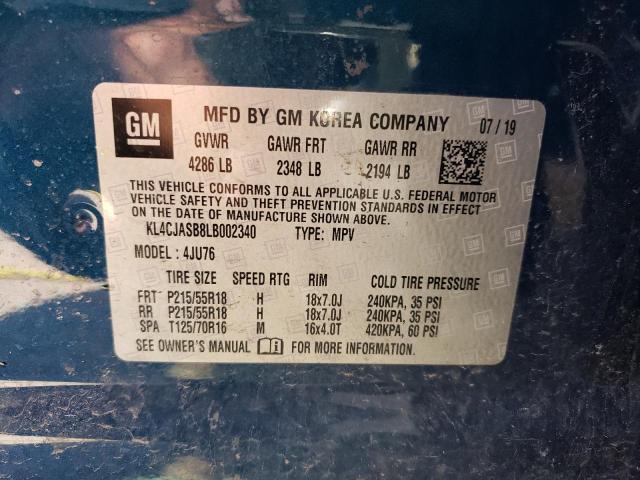 GM MFD BY GM KOREA COMPANY 07/19
GVWR GAWR FRT GAWR RR
4286 LB 2348 LB 2194 LB
THIS VEHICLE CONFORMS TO ALL APPLICABLE U.S. FEDERAL MOTOR
VEHICLE SAFETY AND THEFT PREVENTION STANDARDS IN EFFECT
ON THE DATE OF MANUFACTURE SHOWN ABOVE.
KL4CJASB8LB002340 TYPE: MPV
MODEL : 4JU76
TIRE SIZE SPEED RTG RIM COLD TIRE PRESSURE
FRT P215/55R18 H 18x7.0J 240KPA, 35 PSI
RR P215/55R18 H 18x7.0J 240KPA, 35 PSI
SPA T125/70R16 M 16x4.0T 420KPA, 60 PSI
SEE OWNER'S MANUAL FOR MORE INFORMATION.